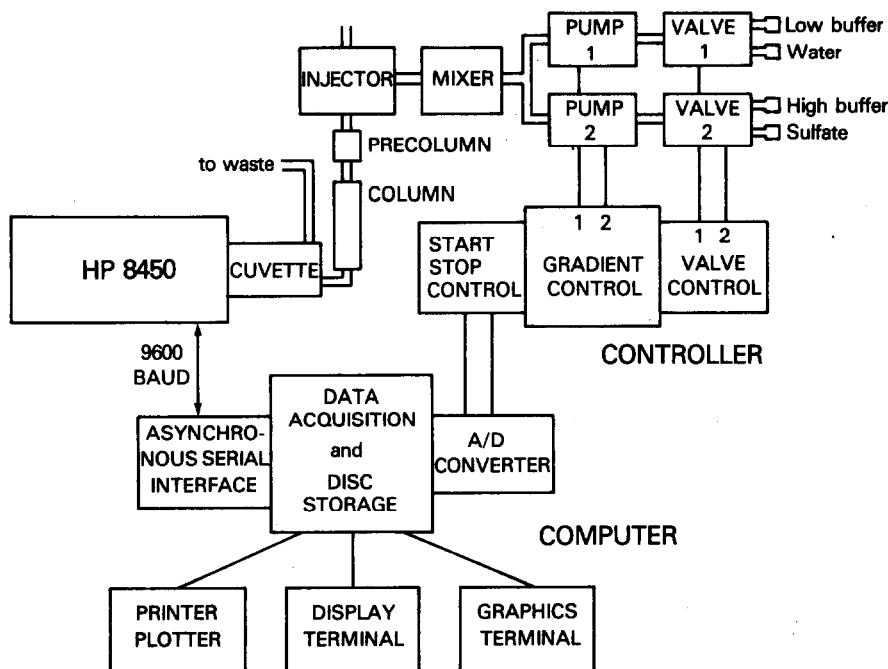 PUMP
1
VALVE
1
Low buffer
Water
INJECTOR
MIXER
PUMP
2
VALVE
2
High buffer
Sulfate
PRECOLUMN
to waste
COLUMN
HP 8450
CUVETTE
START
STOP
CONTROL
1 2
GRADIENT
CONTROL
1 2
VALVE
CONTROL
CONTROLLER
9600
BAUD
DATA
ACQUISITION
and
DISC
STORAGE
ASYNCHRO-
NOUS SERIAL
INTERFACE
A/D
CONVERTER
COMPUTER
PRINTER
PLOTTER
DISPLAY
TERMINAL
GRAPHICS
TERMINAL